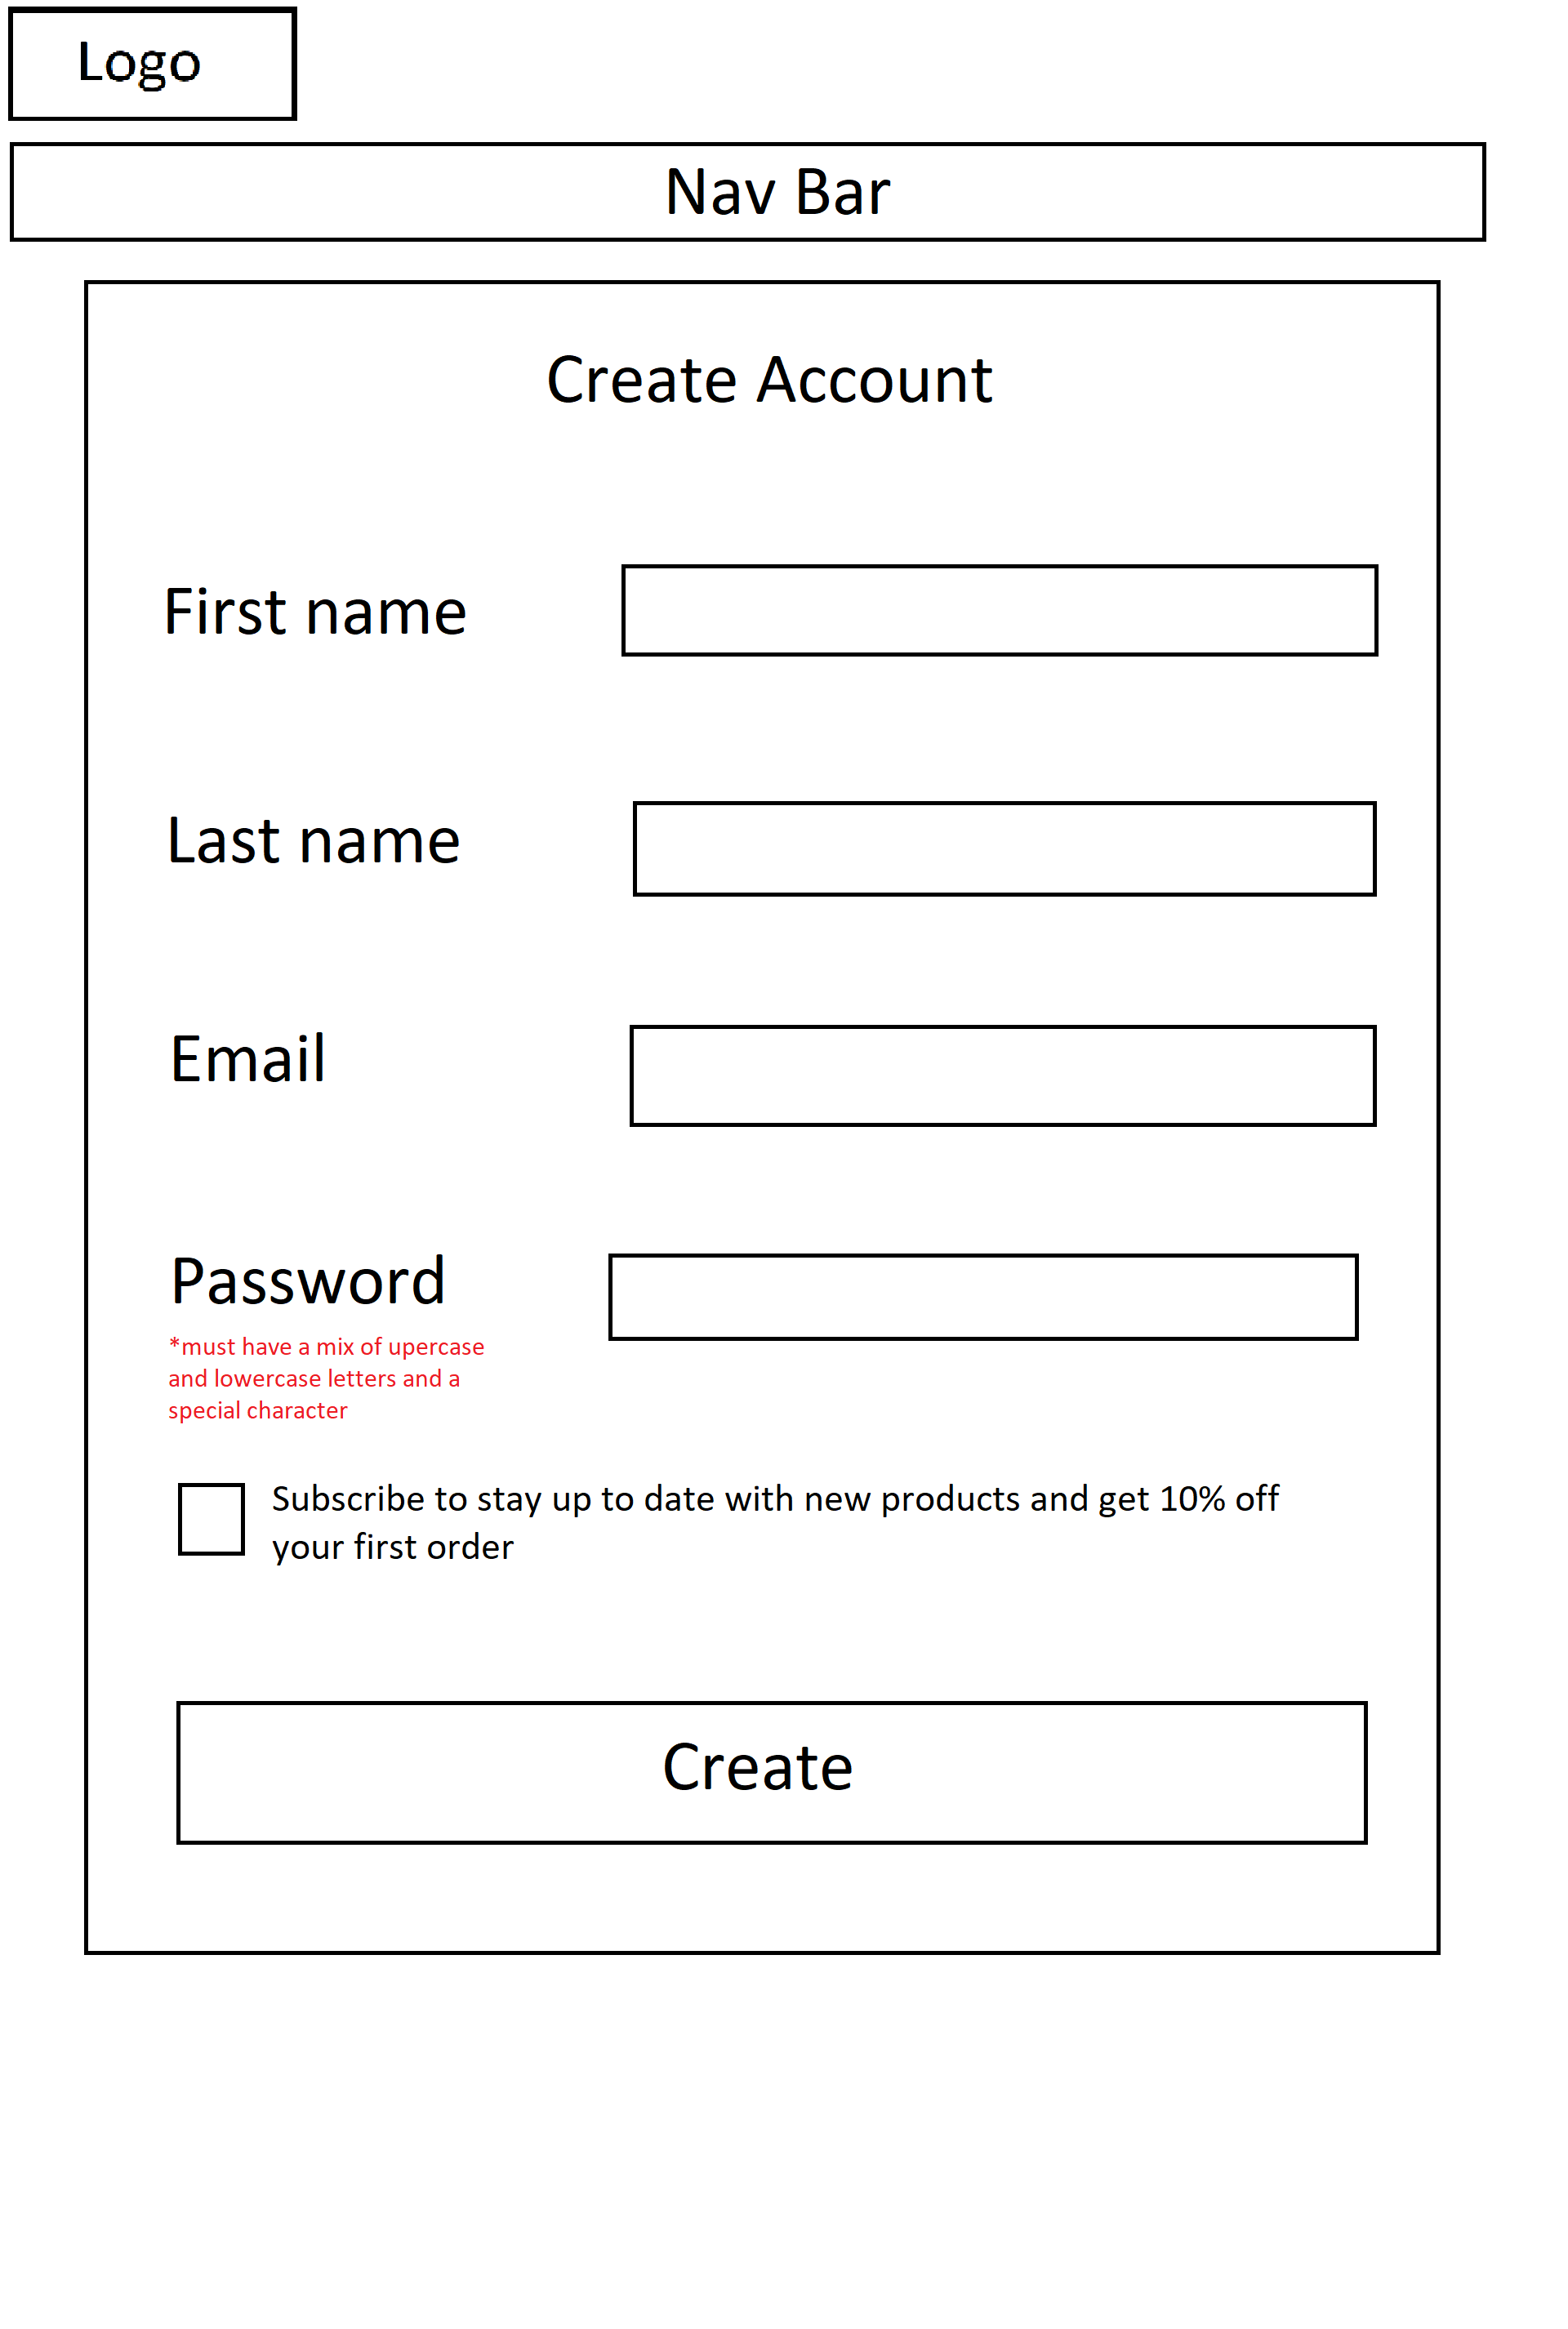 Logo
Nav Bar
Create Account
First name
Last name
Email
Password
*must have a mix of upercase
and lowercase letters and a
special character
Subscribe to stay up to date with new products and get 10% off
your first order
Create